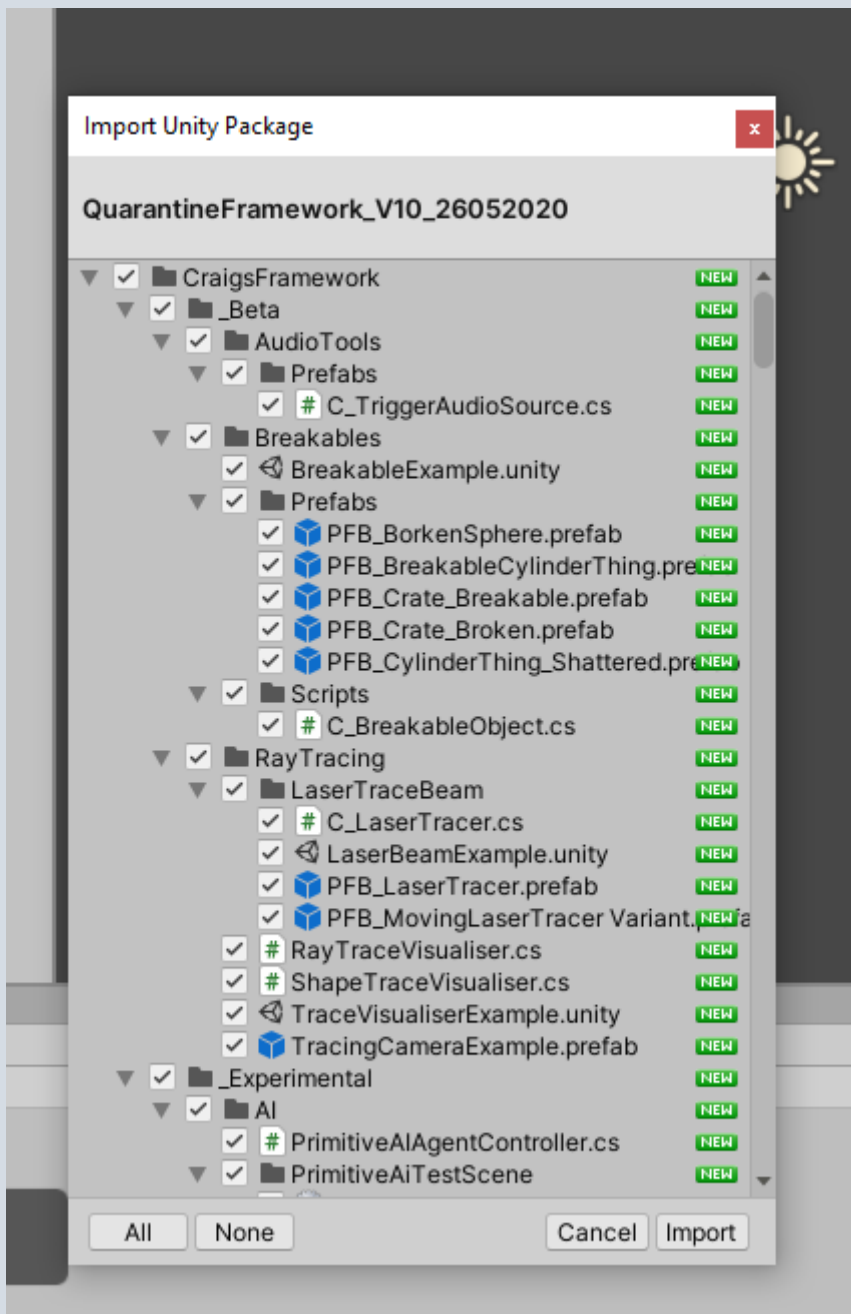 Import Unity Package
x
QuarantineFramework_V10_26052020
CraigsFramework NEW
_Beta NEW
AudioTools NEW
Prefabs NEW
# C_TriggerAudioSource.cs NEW
Breakables NEW
BreakableExample.unity NEW
Prefabs NEW
PFB_BorkenSphere.prefab NEW
PFB_BreakableCylinderThing.pre NEW
PFB_Crate_Breakable.prefab NEW
PFB_Crate_Broken.prefab NEW
PFB_CylinderThing_Shattered.pre NEW
Scripts NEW
# C_BreakableObject.cs NEW
RayTracing NEW
LaserTraceBeam NEW
# C_LaserTracer.cs NEW
LaserBeamExample.unity NEW
PFB_LaserTracer.prefab NEW
PFB_MovingLaserTracer Variant. NEW
# RayTraceVisualiser.cs NEW
# ShapeTraceVisualiser.cs NEW
TraceVisualiserExample.unity NEW
TracingCameraExample.prefab NEW
_Experimental NEW
AI NEW
# PrimitiveAIAgentController.cs NEW
PrimitiveAiTestScene NEW
All None Cancel Import